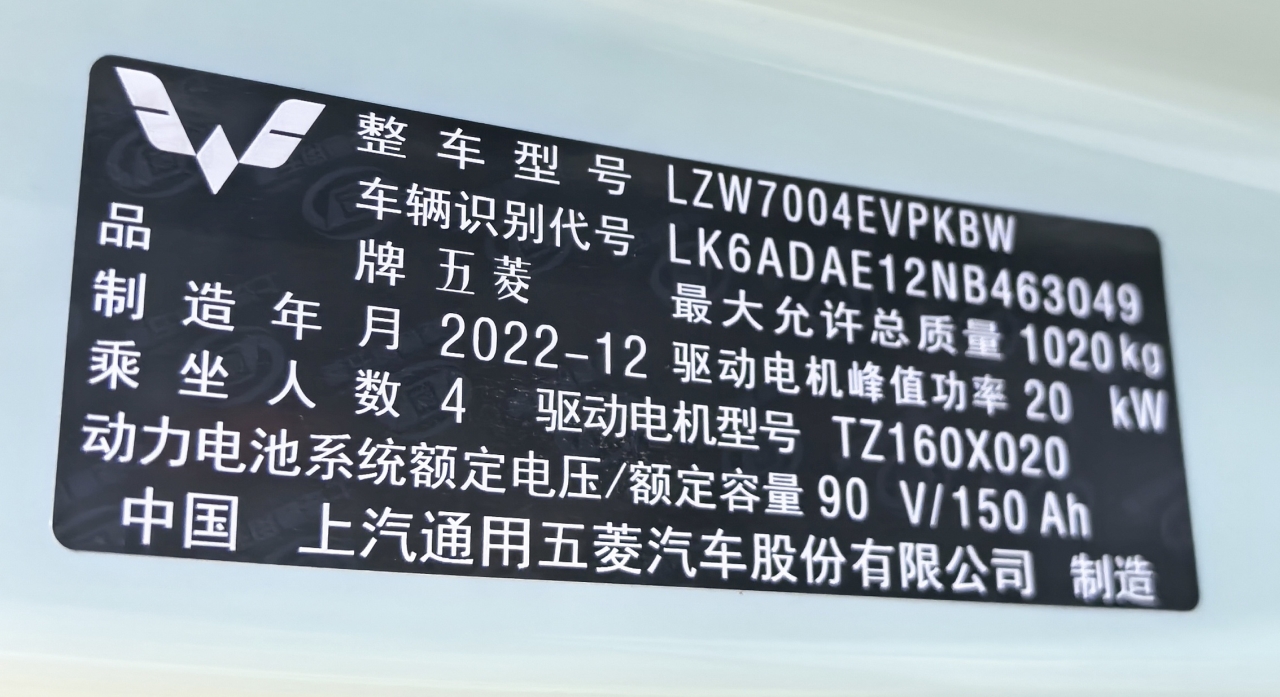 整车型号 LZW7004EVPKBW
车辆识别代号 LK6ADAE12NB463049
品牌 五菱 最大允许总质量 1020kg
制造年月 2022-12 驱动电机峰值功率 20 kW
乘坐人数 4 驱动电机型号 TZ160X020
动力电池系统额定电压/额定容量 90 V/150 Ah
中国 上汽通用五菱汽车股份有限公司 制造